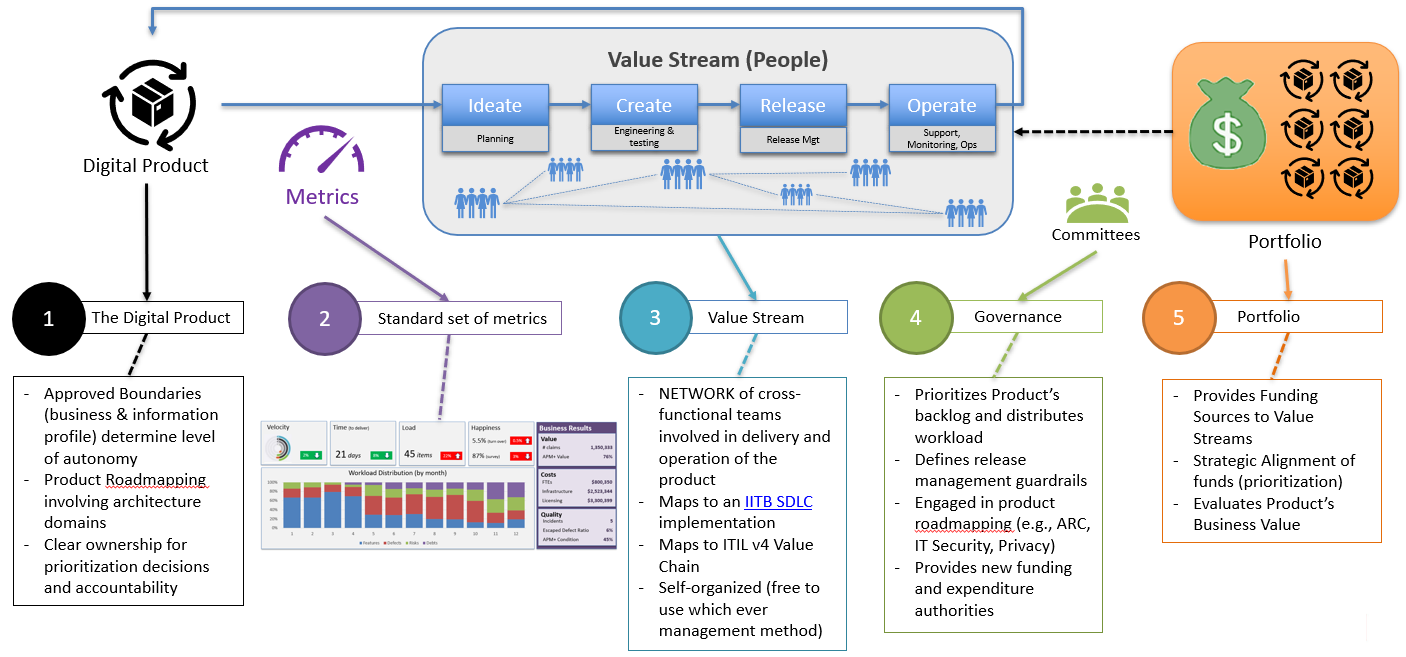 Value Stream (People)
Ideate
Planning
Create
Engineering &
testing
Release
Release Mgt
Operate
Support,
Monitoring, Ops
$
Digital Product
Metrics
Committees
Portfolio
1
The Digital Product
2
Standard set of metrics
3
Value Stream
4
Governance
5
Portfolio
- Approved Boundaries
(business & information
profile) determine level
of autonomy
- Product Roadmapping
involving architecture
domains
- Clear ownership for
prioritization decisions
and accountability
Velocity
2%
Time (to deliver)
21 days
8%
Load
45 items
22%
Happiness
5.5% (turn over)
0.5%
87% (survey)
3%
Workload Distribution (by month)
100%
80%
60%
40%
20%
0%
1 2 3 4 5 6 7 8 9 10 11 12
Features Defects Risks Debts
Business Results
Value
# claims 1,350,333
APM+ Value 76%
Costs
FTEs $800,350
Infrastructure $2,523,344
Licensing $3,300,399
Quality
Incidents 5
Escaped Defect Ratio 6%
APM+ Condition 45%
- NETWORK of cross-
functional teams
involved in delivery and
operation of the
product
- Maps to an IITB SDLC
implementation
- Maps to ITIL v4 Value
Chain
- Self-organized (free to
use which ever
management method)
- Prioritizes Product’s
backlog and distributes
workload
- Defines release
management guardrails
- Engaged in product
roadmapping (e.g., ARC,
IT Security, Privacy)
- Provides new funding
and expenditure
authorities
- Provides Funding
Sources to Value
Streams
- Strategic Alignment of
funds (prioritization)
- Evaluates Product’s
Business Value